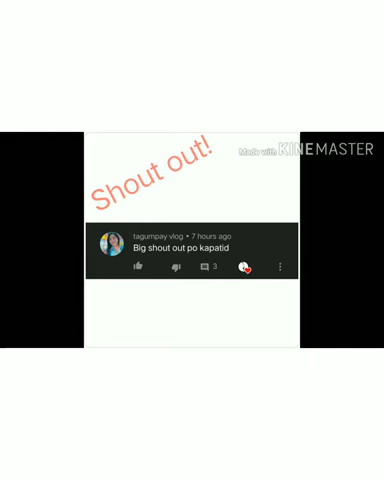 Shout out!
Made with KINEMASTER
tagumpay vlog • 7 hours ago
Big shout out po kapatid
3